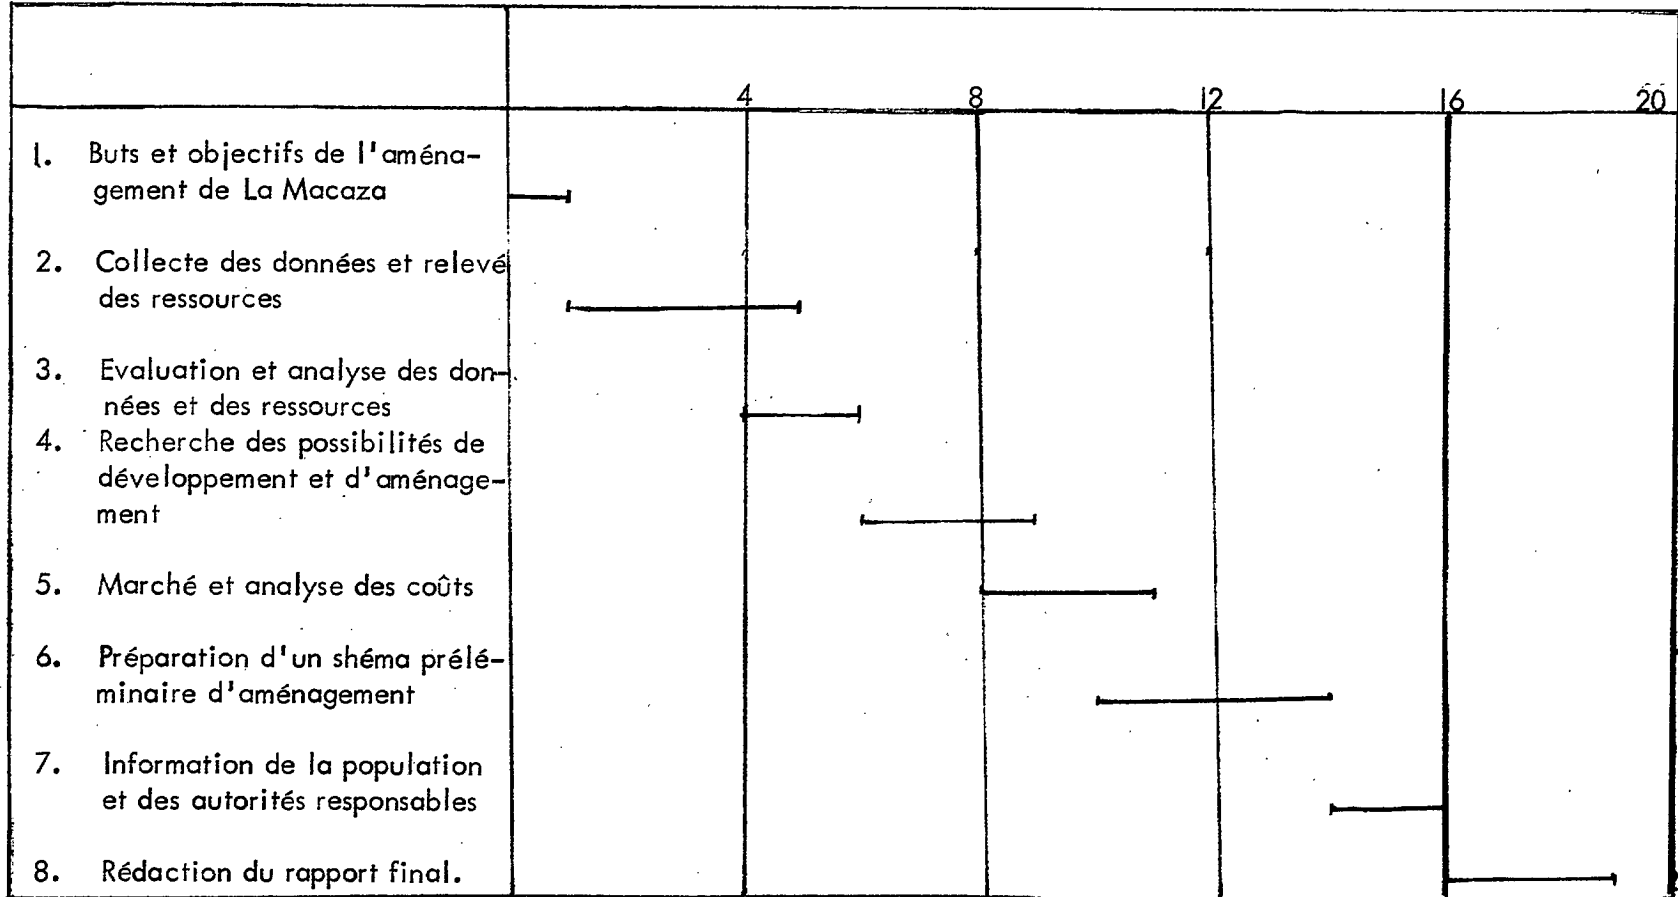 4 8 12 16 20
1. Buts et objectifs de l'aména-
gement de La Macaza
2. Collecte des données et relevé
des ressources
3. Evaluation et analyse des don-
nées et des ressources
4. Recherche des possibilités de
développement et d'aménage-
ment
5. Marché et analyse des coûts
6. Préparation d'un shéma prélé-
minaire d'aménagement
7. Information de la population
et des autorités responsables
8. Rédaction du rapport final.